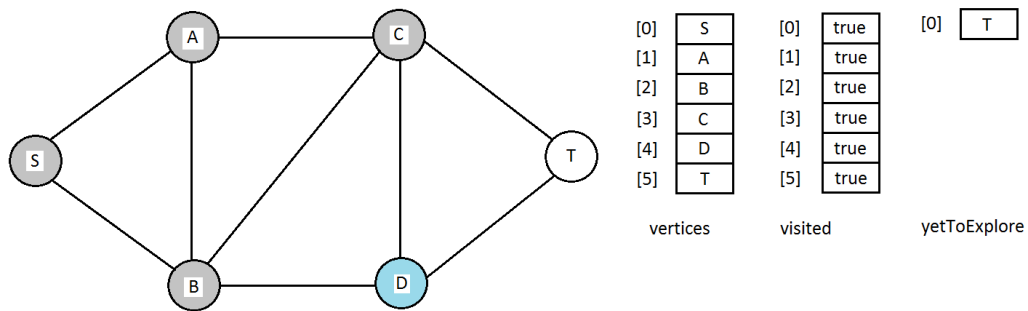 A
C
S
T
B
D
[0] S
[1] A
[2] B
[3] C
[4] D
[5] T
vertices
[0] true
[1] true
[2] true
[3] true
[4] true
[5] true
visited
[0] T
yetToExplore